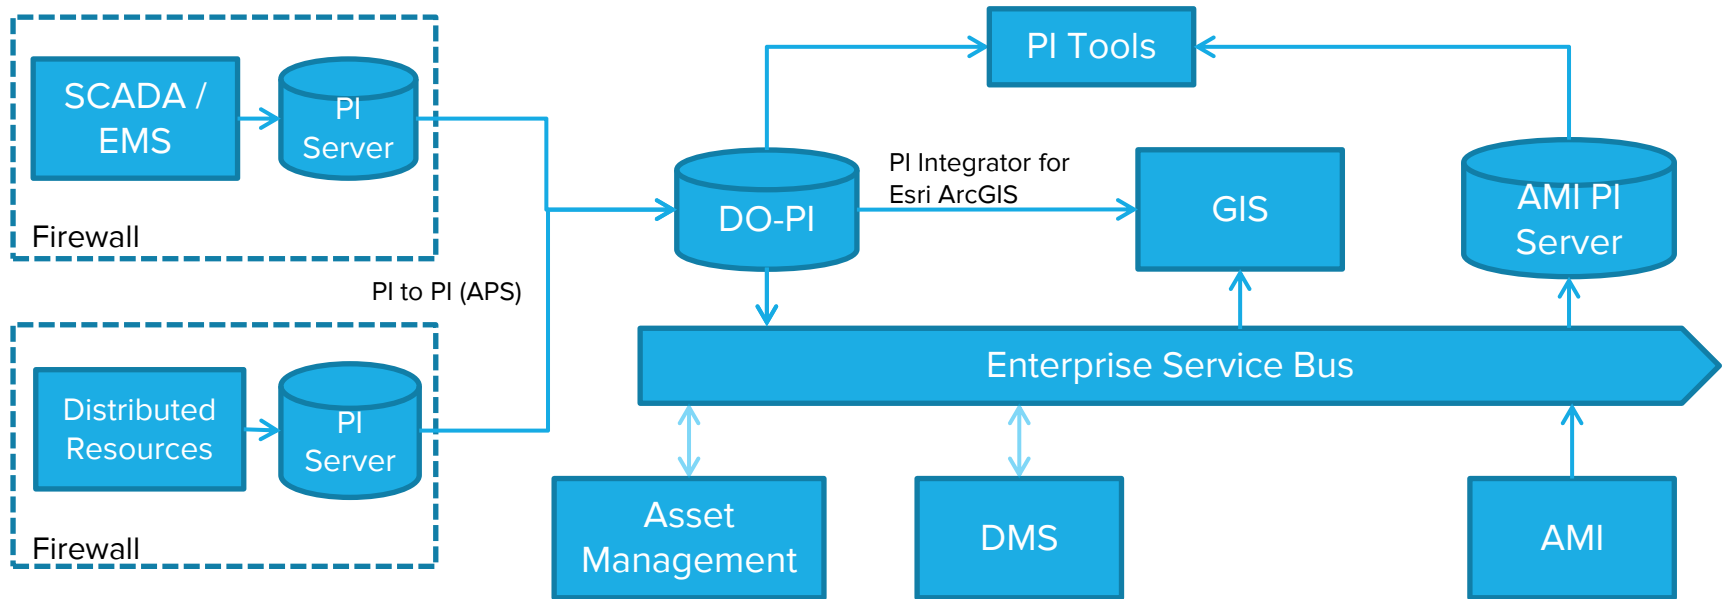 SCADA /
EMS
PI
Server
Firewall
PI to PI (APS)
Distributed
Resources
PI
Server
Firewall
PI Tools
DO-PI
PI Integrator for
Esri ArcGIS
GIS
AMI PI
Server
Enterprise Service Bus
Asset
Management
DMS
AMI